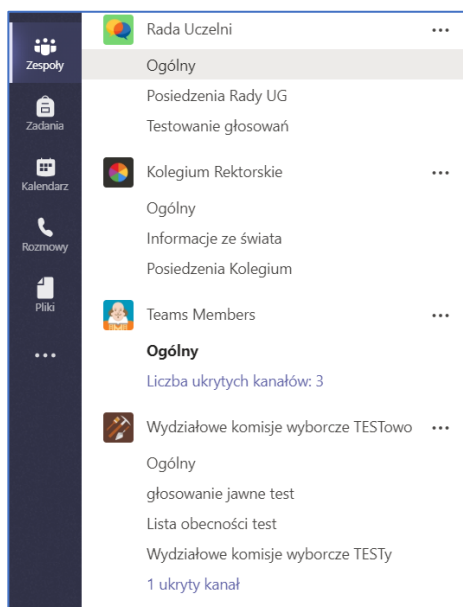 Zespoły
Zadania
Kalendarz
Rozmowy
Pliki
Rada Uczelni
Ogólny
Posiedzenia Rady UG
Testowanie głosowań
Kolegium Rektorskie
Ogólny
Informacje ze świata
Posiedzenia Kolegium
Teams Members
Ogólny
Liczba ukrytych kanałów: 3
Wydziałowe komisje wyborcze TESTowo
Ogólny
głosowanie jawne test
Lista obecności test
Wydziałowe komisje wyborcze TESTy
1 ukryty kanał